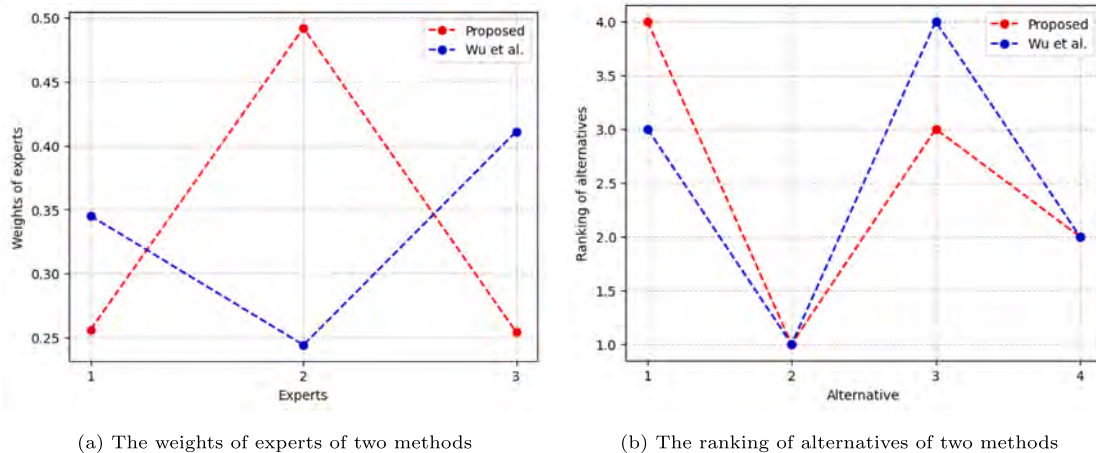 0.50
0.45
0.40
0.35
0.30
0.25
Weights of experts
1
2
3
Experts
Proposed
Wu et al.
4.0
3.5
3.0
2.5
2.0
1.5
1.0
Ranking of alternatives
1
2
3
4
Alternative
Proposed
Wu et al.
(a) The weights of experts of two methods
(b) The ranking of alternatives of two methods